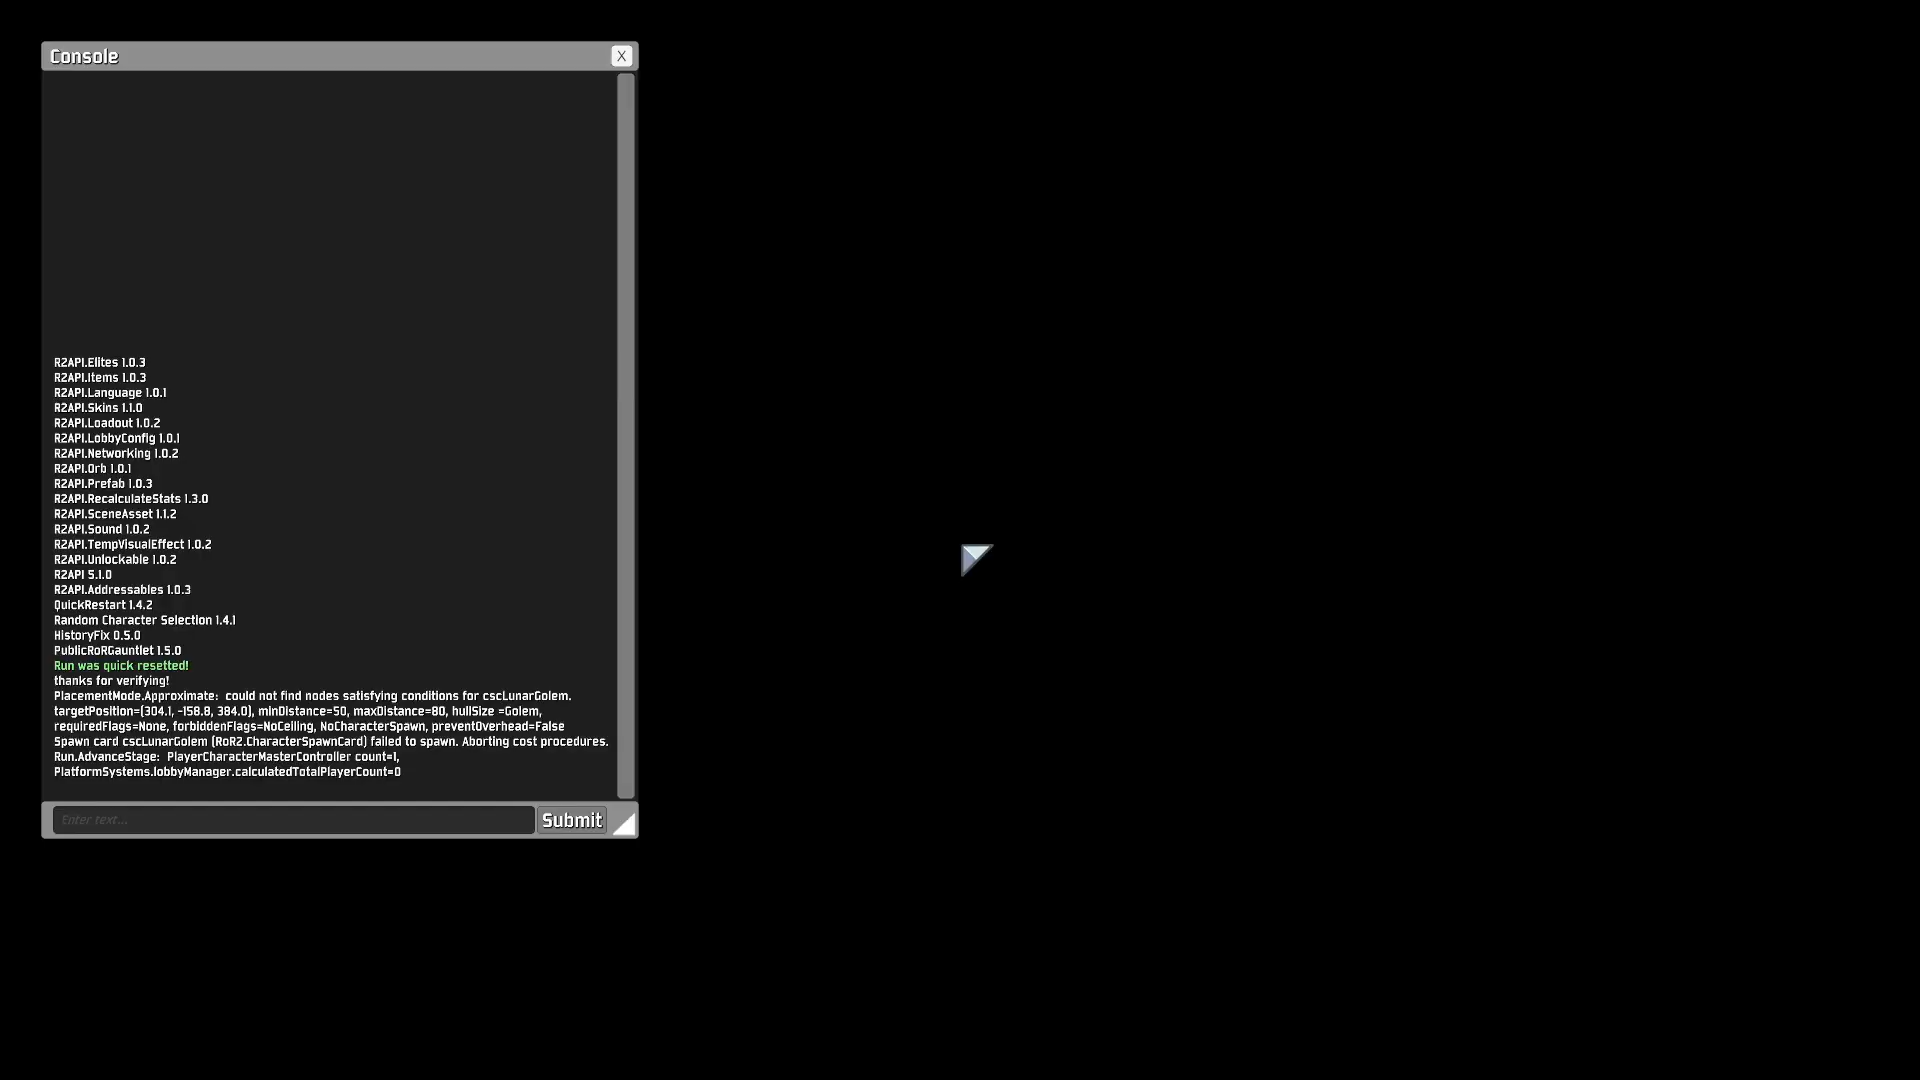 Console
X
R2API.Elites 1.0.3
R2API.Items 1.0.3
R2API.Language 1.0.1
R2API.Skins 1.1.0
R2API.Loadout 1.0.2
R2API.LobbyConfig 1.0.1
R2API.Networking 1.0.2
R2API.Orb 1.0.1
R2API.Prefab 1.0.3
R2API.RecalculateStats 1.3.0
R2API.SceneAsset 1.1.2
R2API.Sound 1.0.2
R2API.TempVisualEffect 1.0.2
R2API.Unlockable 1.0.2
R2API 5.1.0
R2API.Addressables 1.0.3
QuickRestart 1.4.2
Random Character Selection 1.4.1
HistoryFix 0.5.0
PublicRoRGauntlet 1.5.0
Run was quick resetted!
thanks for verifying!
PlacementMode.Approximate:  could not find nodes satisfying conditions for cscLunarGolem.
targetPosition=(304.1, -158.8, 384.0), minDistance=50, maxDistance=80, hullSize =Golem,
requiredFlags=None, forbiddenFlags=NoCeiling, NoCharacterSpawn, preventOverhead=False
Spawn card cscLunarGolem (RoR2.CharacterSpawnCard) failed to spawn. Aborting cost procedures.
Run.AdvanceStage:  PlayerCharacterMasterController count=1,
PlatformSystems.lobbyManager.calculatedTotalPlayerCount=0
Enter text...
Submit